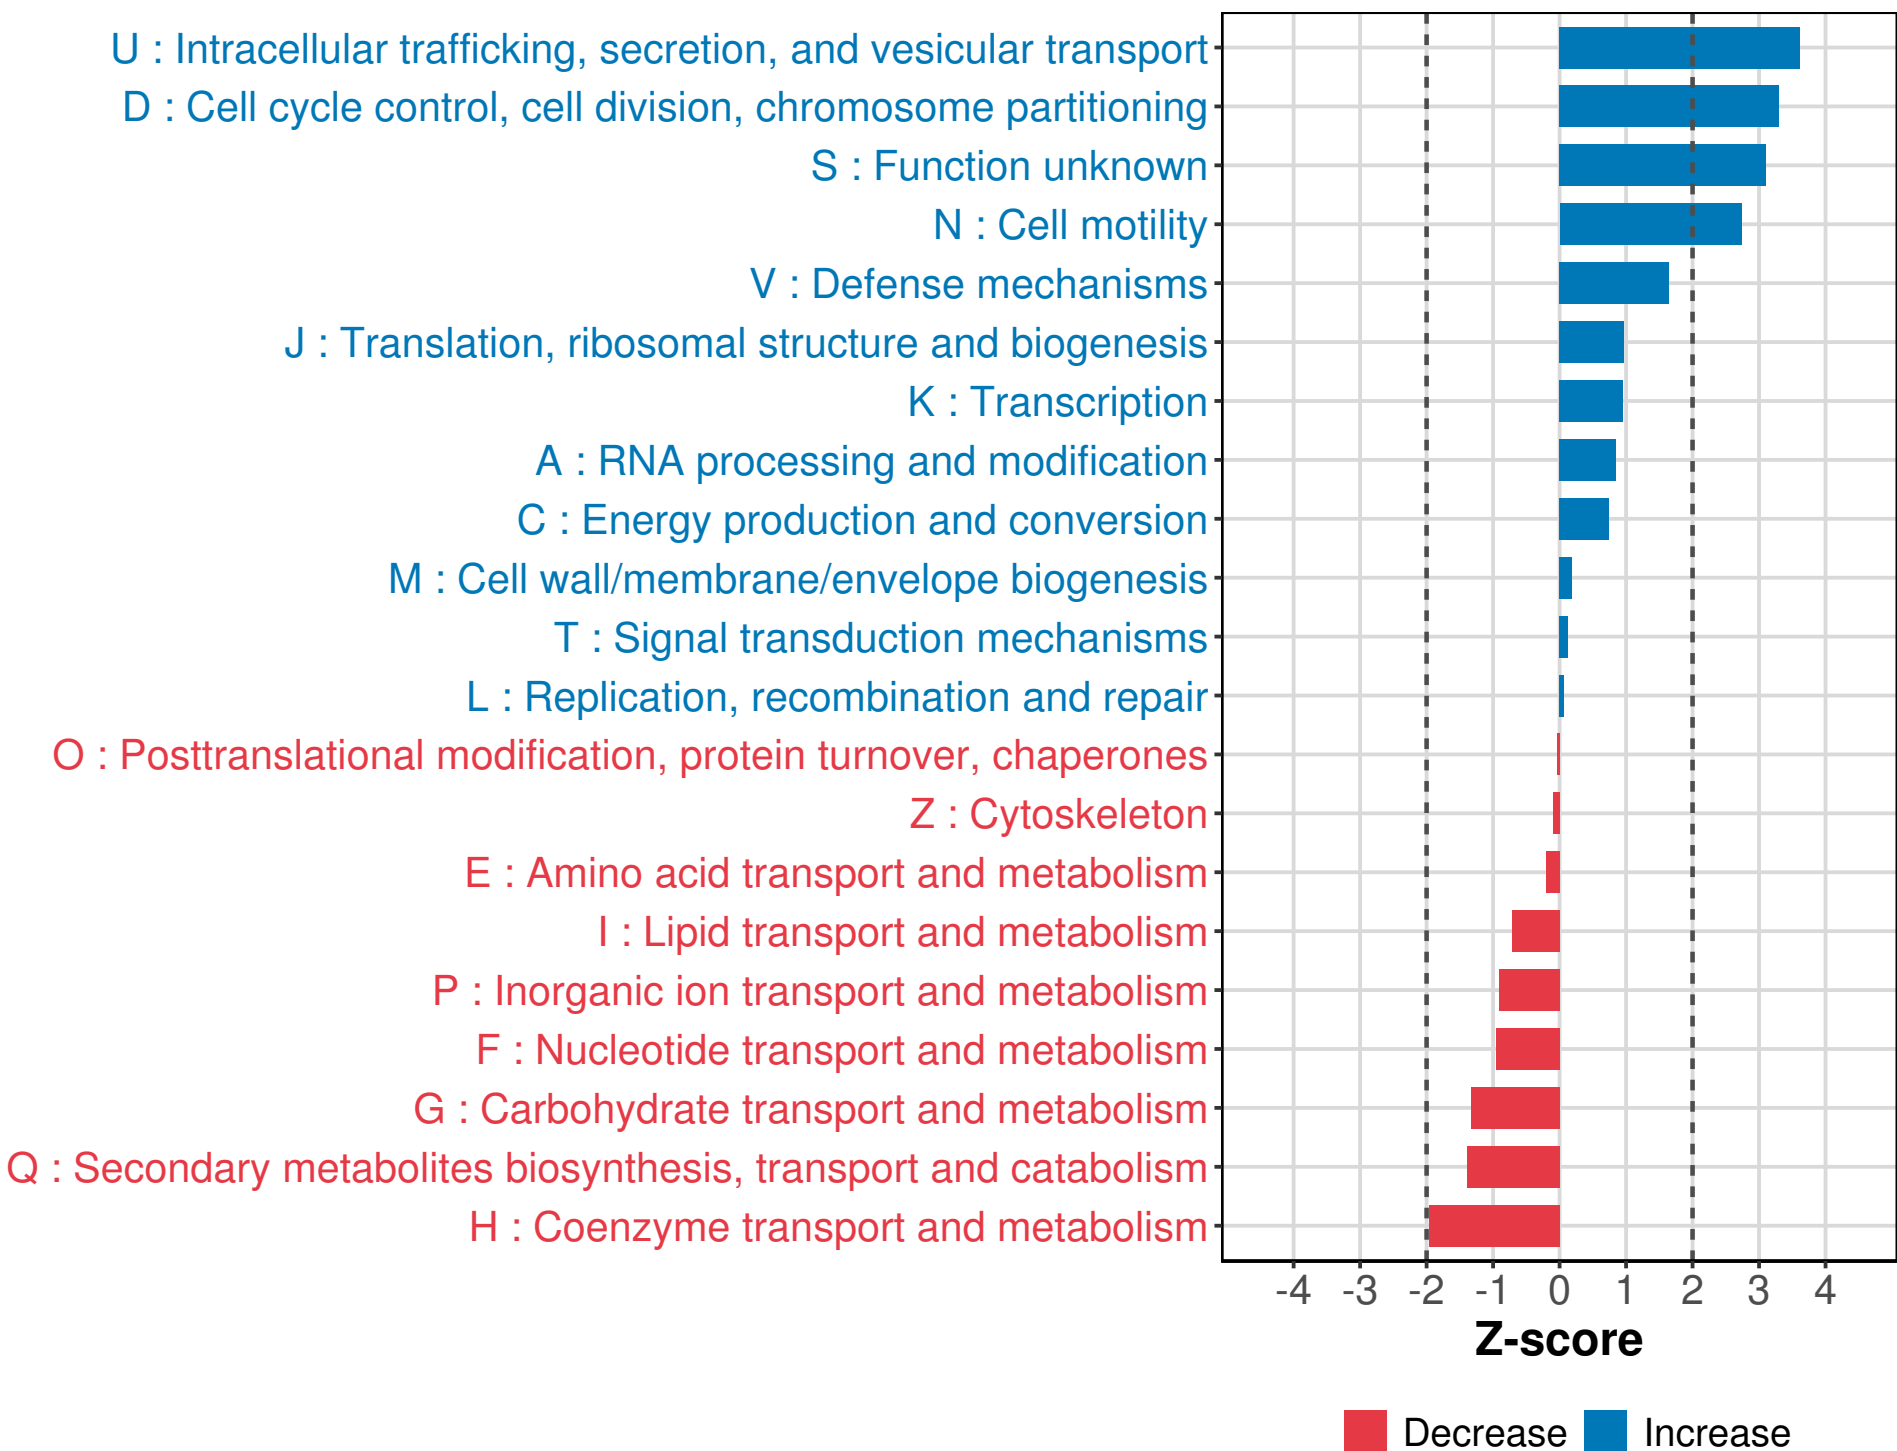 U : Intracellular trafficking, secretion, and vesicular transport
D : Cell cycle control, cell division, chromosome partitioning
S : Function unknown
N : Cell motility
V : Defense mechanisms
J : Translation, ribosomal structure and biogenesis
K : Transcription
A : RNA processing and modification
C : Energy production and conversion
M : Cell wall/membrane/envelope biogenesis
T : Signal transduction mechanisms
L : Replication, recombination and repair
O : Posttranslational modification, protein turnover, chaperones
Z : Cytoskeleton
E : Amino acid transport and metabolism
I : Lipid transport and metabolism
P : Inorganic ion transport and metabolism
F : Nucleotide transport and metabolism
G : Carbohydrate transport and metabolism
Q : Secondary metabolites biosynthesis, transport and catabolism
H : Coenzyme transport and metabolism
-4 -3 -2 -1 0 1 2 3 4
Z-score
Decrease Increase